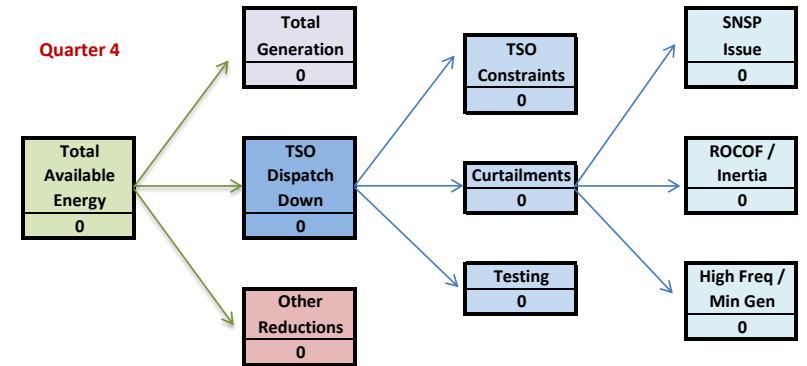 Quarter 4
Total
Available
Energy
0
Total
Generation
0
TSO
Dispatch
Down
0
Other
Reductions
0
TSO
Constraints
0
Curtailments
0
Testing
0
SNSP
Issue
0
ROCOF /
Inertia
0
High Freq /
Min Gen
0